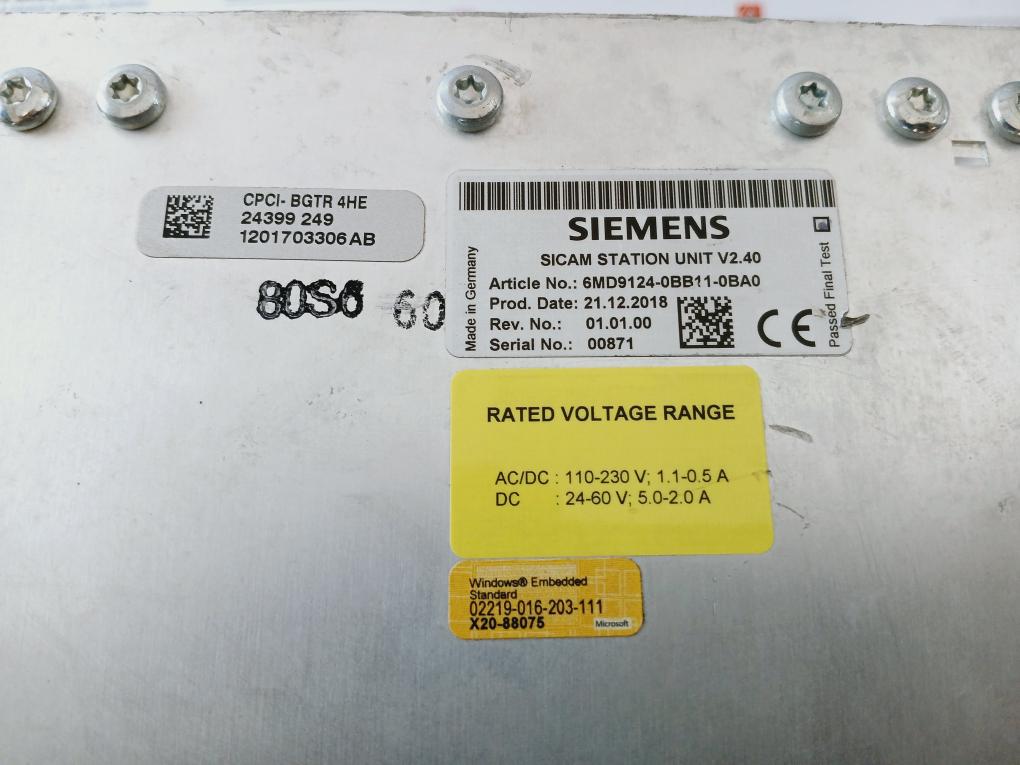 CPCI- BGTR 4HE
24399 249
1201703306AB
80S6 60
SIEMENS
SICAM STATION UNIT V2.40
Article No.: 6MD9124-0BB11-0BA0
Prod. Date: 21.12.2018
Rev. No.: 01.01.00
Serial No.: 00871
Made in Germany
CE
Passed Final Test
RATED VOLTAGE RANGE
AC/DC : 110-230 V; 1.1-0.5 A
DC : 24-60 V; 5.0-2.0 A
Windows® Embedded
Standard
02219-016-203-111
X20-88075
Microsoft